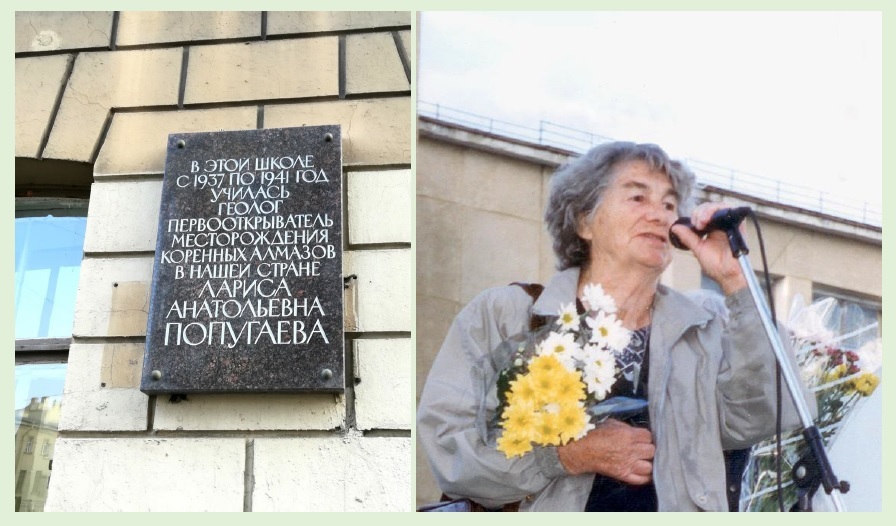 В ЭТОЙ ШКОЛЕ
С 1937 ПО 1941 ГОД
УЧИЛАСЬ
ГЕОЛОГ
ПЕРВООТКРЫВАТЕЛЬ
МЕСТОРОЖДЕНИЯ
КОРЕННЫХ АЛМАЗОВ
В НАШЕЙ СТРАНЕ
ЛАРИСА
АНАТОЛЬЕВНА
ПОПУГАЕВА